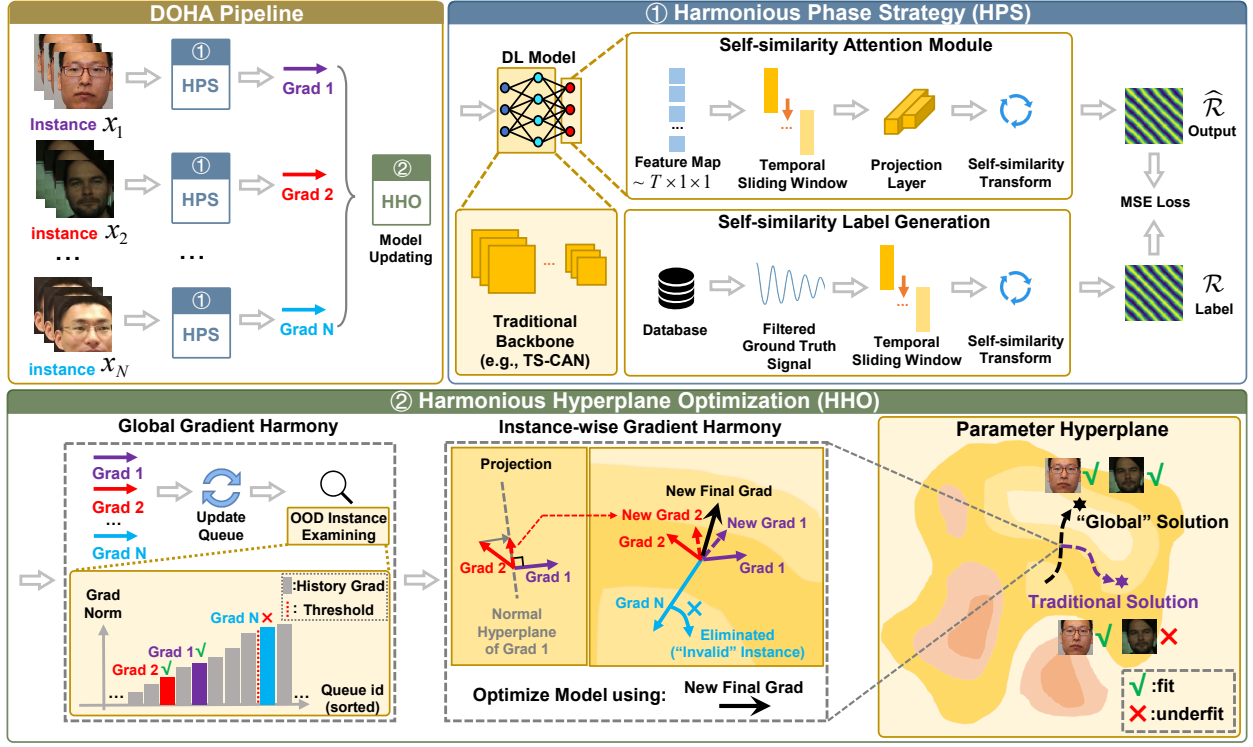 DOHA Pipeline
①
HPS
Grad 1
Instance x1
①
HPS
Grad 2
instance x2
...
...
①
HPS
Grad N
instance xN
②
HHO
Model
Updating
① Harmonious Phase Strategy (HPS)
DL Model
Self-similarity Attention Module
...
...
Feature Map
~ T × 1 × 1
Temporal
Sliding Window
Projection
Layer
Self-similarity
Transform
R̂
Output
MSE Loss
...
Traditional
Backbone
(e.g., TS-CAN)
Self-similarity Label Generation
...
Database
Filtered
Ground Truth
Signal
Temporal
Sliding Window
Self-similarity
Transform
R
Label
② Harmonious Hyperplane Optimization (HHO)
Global Gradient Harmony
Grad 1
Grad 2
...
Grad N
Update
Queue
OOD Instance
Examining
Grad
Norm
:History Grad
: Threshold
Grad N ×
Grad 1 √
Grad 2 √
...
...
Queue id
(sorted)
Instance-wise Gradient Harmony
Projection
Grad 2
Grad 1
Normal
Hyperplane
of Grad 1
New Final Grad
New Grad 2
New Grad 1
Grad 2
Grad 1
Grad N
×
Eliminated
("Invalid" Instance)
Optimize Model using:
New Final Grad
Parameter Hyperplane
√
√
"Global" Solution
Traditional Solution
√
×
√ :fit
× :underfit